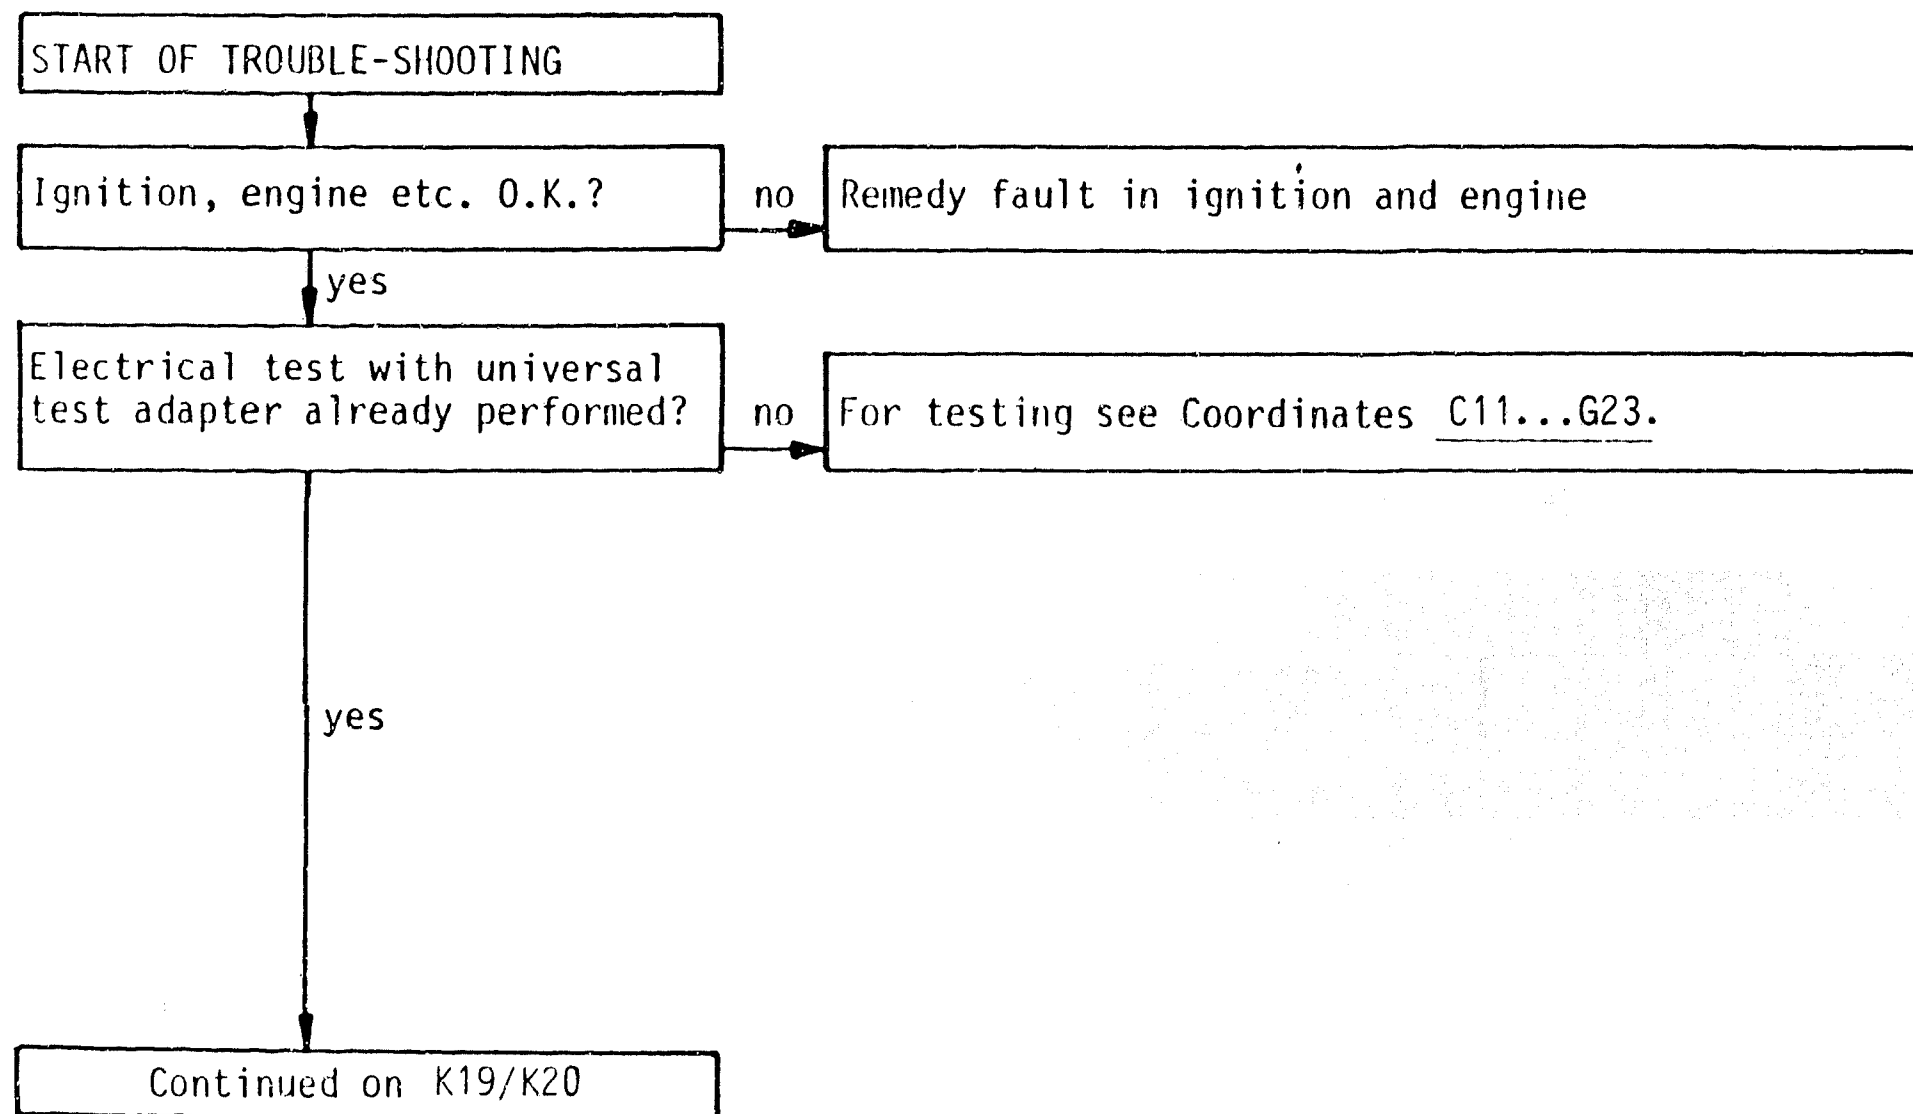 START OF TROUBLE-SHOOTING
Ignition, engine etc. O.K.?
no
Remedy fault in ignition and engine
yes
Electrical test with universal
test adapter already performed?
no
For testing see Coordinates C11...G23.
yes
Continued on K19/K20